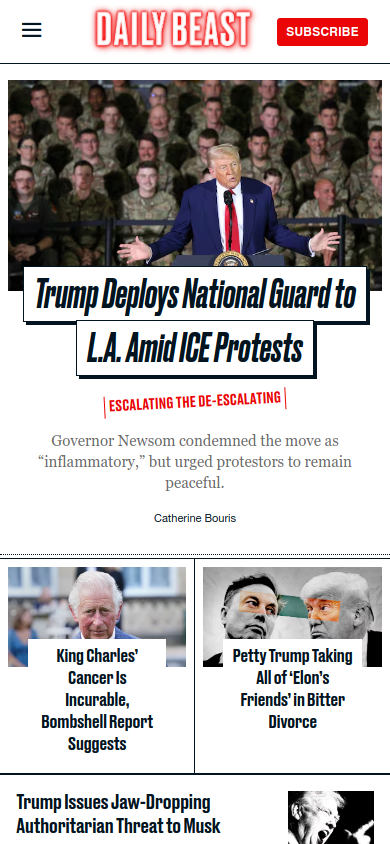 DAILY BEAST
SUBSCRIBE
Trump Deploys National Guard to
L.A. Amid ICE Protests
ESCALATING THE DE-ESCALATING
Governor Newsom condemned the move as
“inflammatory,” but urged protestors to remain
peaceful.
Catherine Bouris
King Charles’
Cancer Is
Incurable,
Bombshell Report
Suggests
Petty Trump Taking
All of ‘Elon’s
Friends’ in Bitter
Divorce
Trump Issues Jaw-Dropping
Authoritarian Threat to Musk